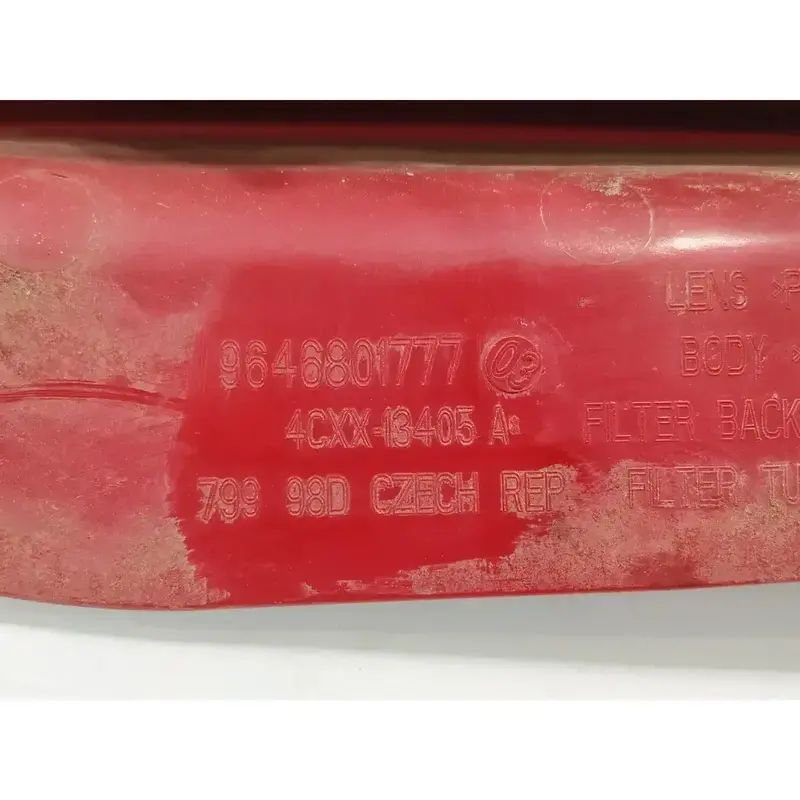 LENS >P
9646801777 03 BODY >
4CXX-13405 A FILTER BACK
799 98D CZECH REP. FILTER TU